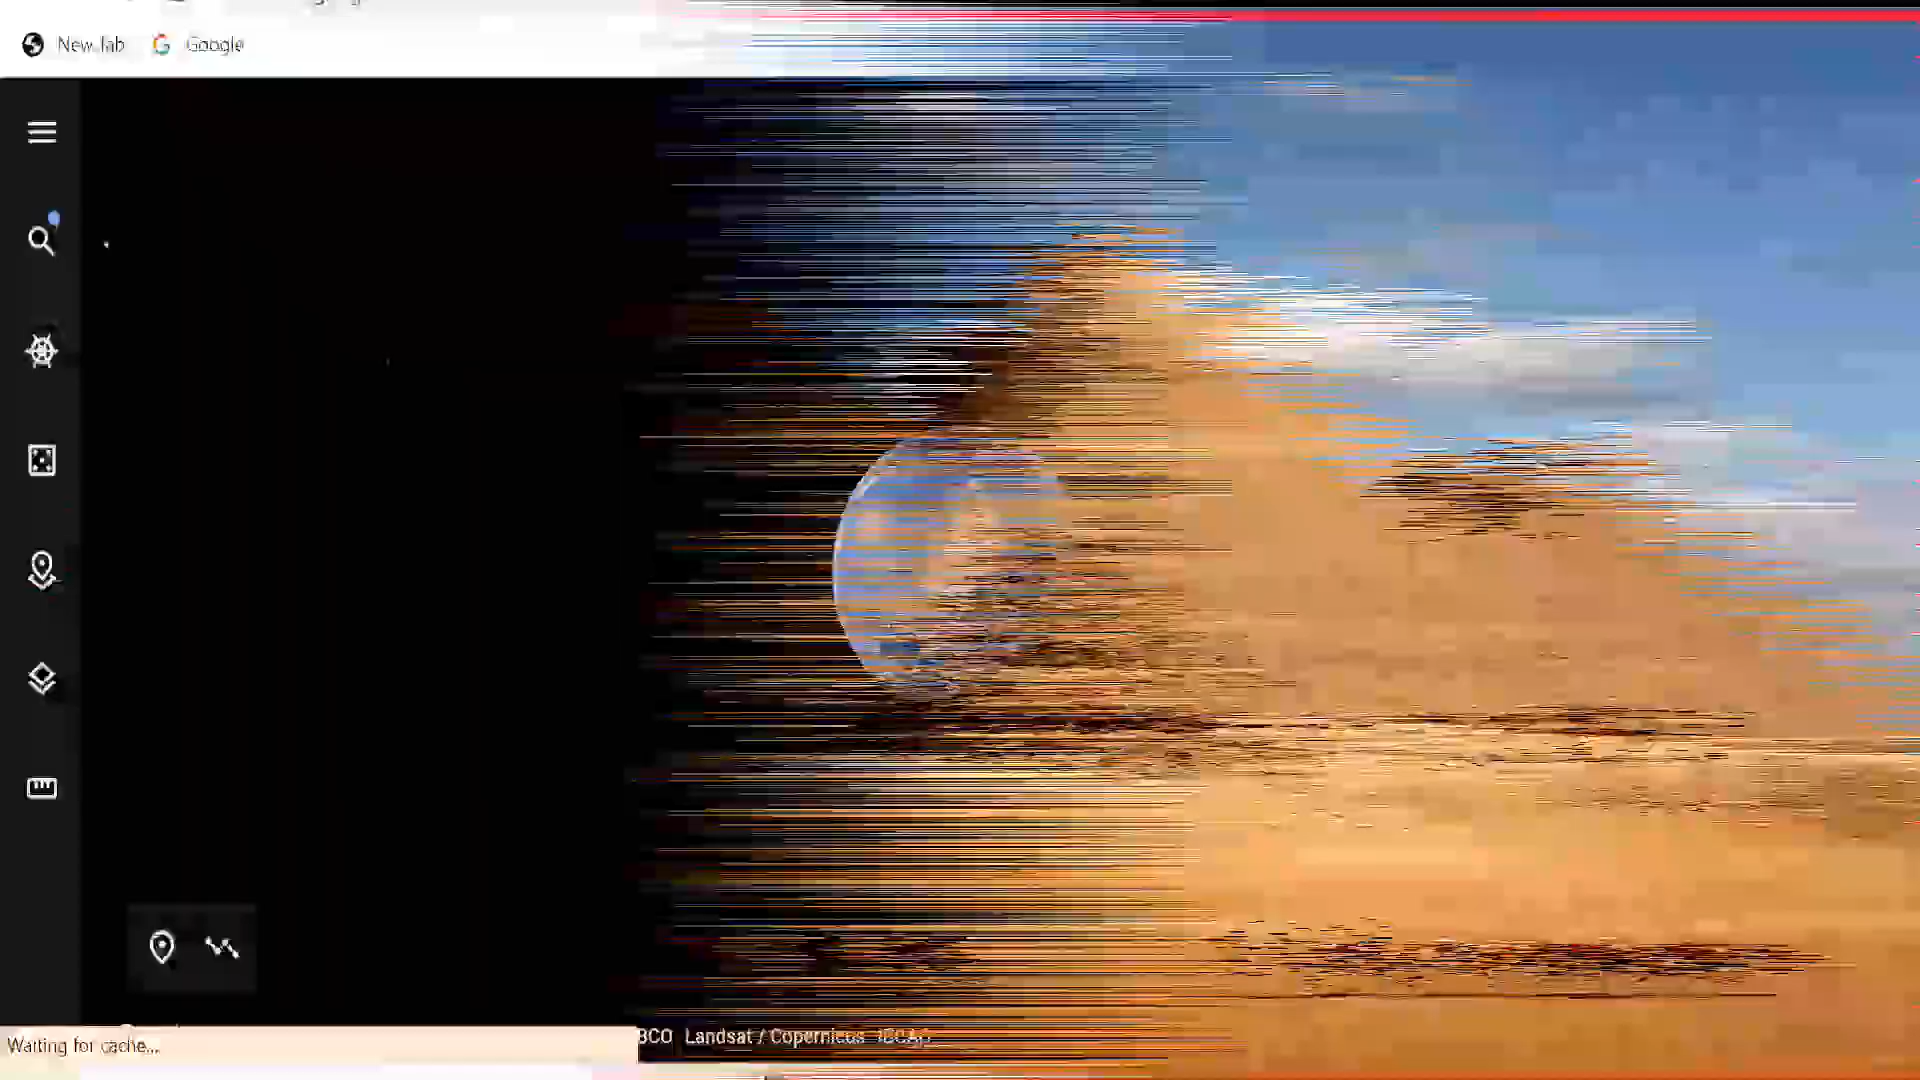 New Tab Google
Landsat / Copernicus
Waiting for cache...